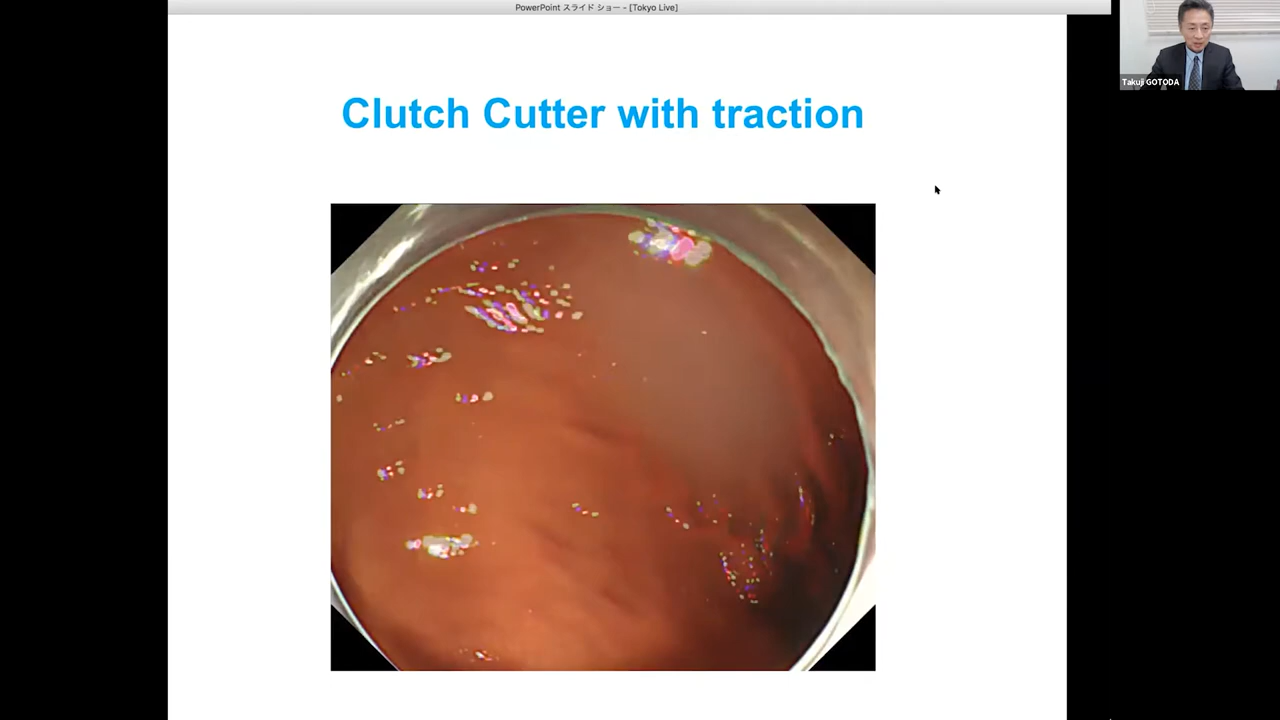 PowerPoint スライド ショー - [Tokyo Live]
Takuji GOTODA
Clutch Cutter with traction